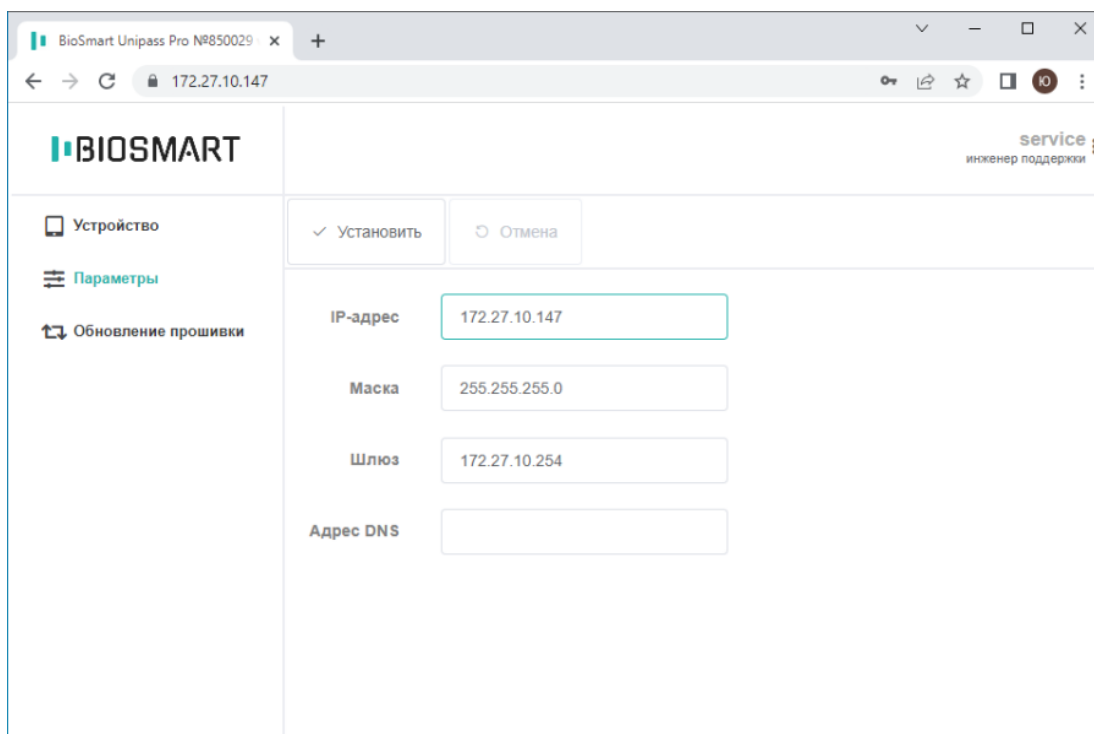 BioSmart Unipass Pro №850029
172.27.10.147
Ю
BIOSMART
service
инженер поддержки
Устройство
Параметры
Обновление прошивки
Установить
Отмена
IP-адрес
172.27.10.147
Маска
255.255.255.0
Шлюз
172.27.10.254
Адрес DNS